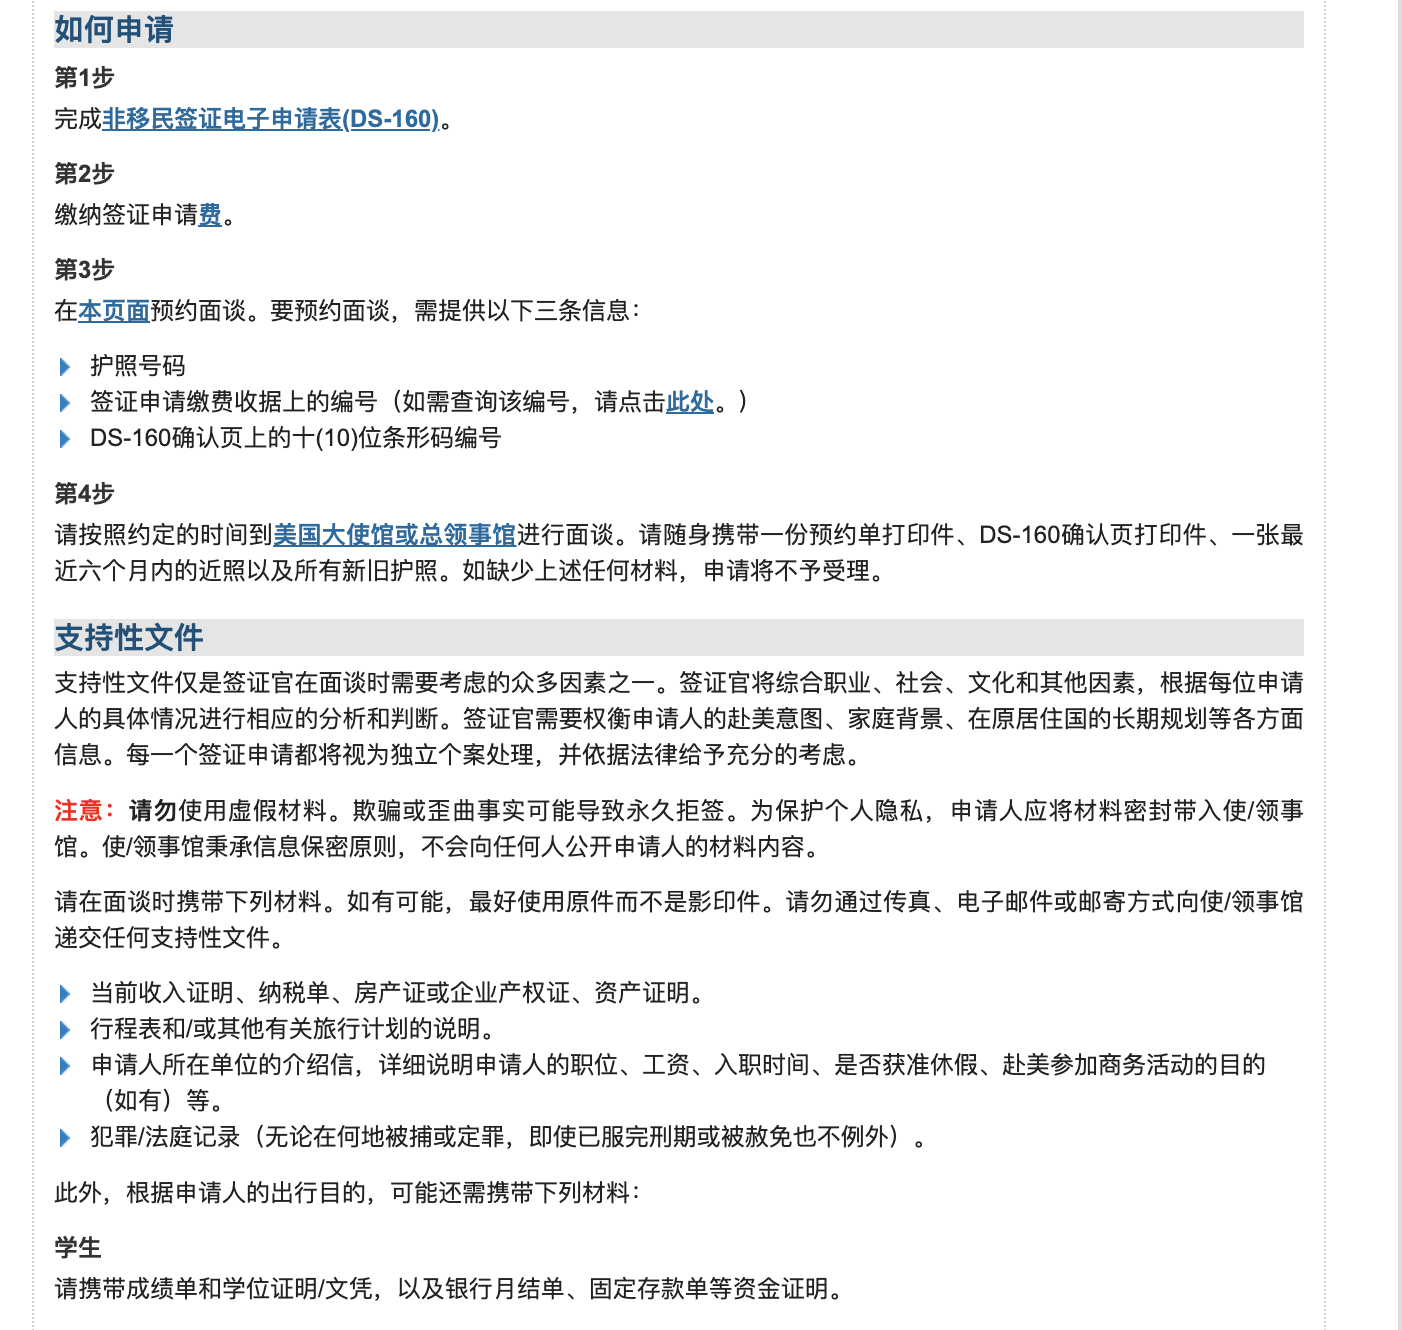 如何申请
第1步
完成非移民签证电子申请表(DS-160)。
第2步
缴纳签证申请费。
第3步
在本页面预约面谈。要预约面谈，需提供以下三条信息：
护照号码
签证申请缴费收据上的编号（如需查询该编号，请点击此处。）
DS-160确认页上的十(10)位条形码编号
第4步
请按照约定的时间到美国大使馆或总领事馆进行面谈。请随身携带一份预约单打印件、DS-160确认页打印件、一张最
近六个月内的近照以及所有新旧护照。如缺少上述任何材料，申请将不予受理。
支持性文件
支持性文件仅是签证官在面谈时需要考虑的众多因素之一。签证官将综合职业、社会、文化和其他因素，根据每位申请
人的具体情况进行相应的分析和判断。签证官需要权衡申请人的赴美意图、家庭背景、在原居住国的长期规划等各方面
信息。每一个签证申请都将视为独立个案处理，并依据法律给予充分的考虑。
注意：请勿使用虚假材料。欺骗或歪曲事实可能导致永久拒签。为保护个人隐私，申请人应将材料密封带入使/领事
馆。使/领事馆秉承信息保密原则，不会向任何人公开申请人的材料内容。
请在面谈时携带下列材料。如有可能，最好使用原件而不是影印件。请勿通过传真、电子邮件或邮寄方式向使/领事馆
递交任何支持性文件。
当前收入证明、纳税单、房产证或企业产权证、资产证明。
行程表和/或其他有关旅行计划的说明。
申请人所在单位的介绍信，详细说明申请人的职位、工资、入职时间、是否获准休假、赴美参加商务活动的目的
（如有）等。
犯罪/法庭记录（无论在何地被捕或定罪，即使已服完刑期或被赦免也不例外）。
此外，根据申请人的出行目的，可能还需携带下列材料：
学生
请携带成绩单和学位证明/文凭，以及银行月结单、固定存款单等资金证明。